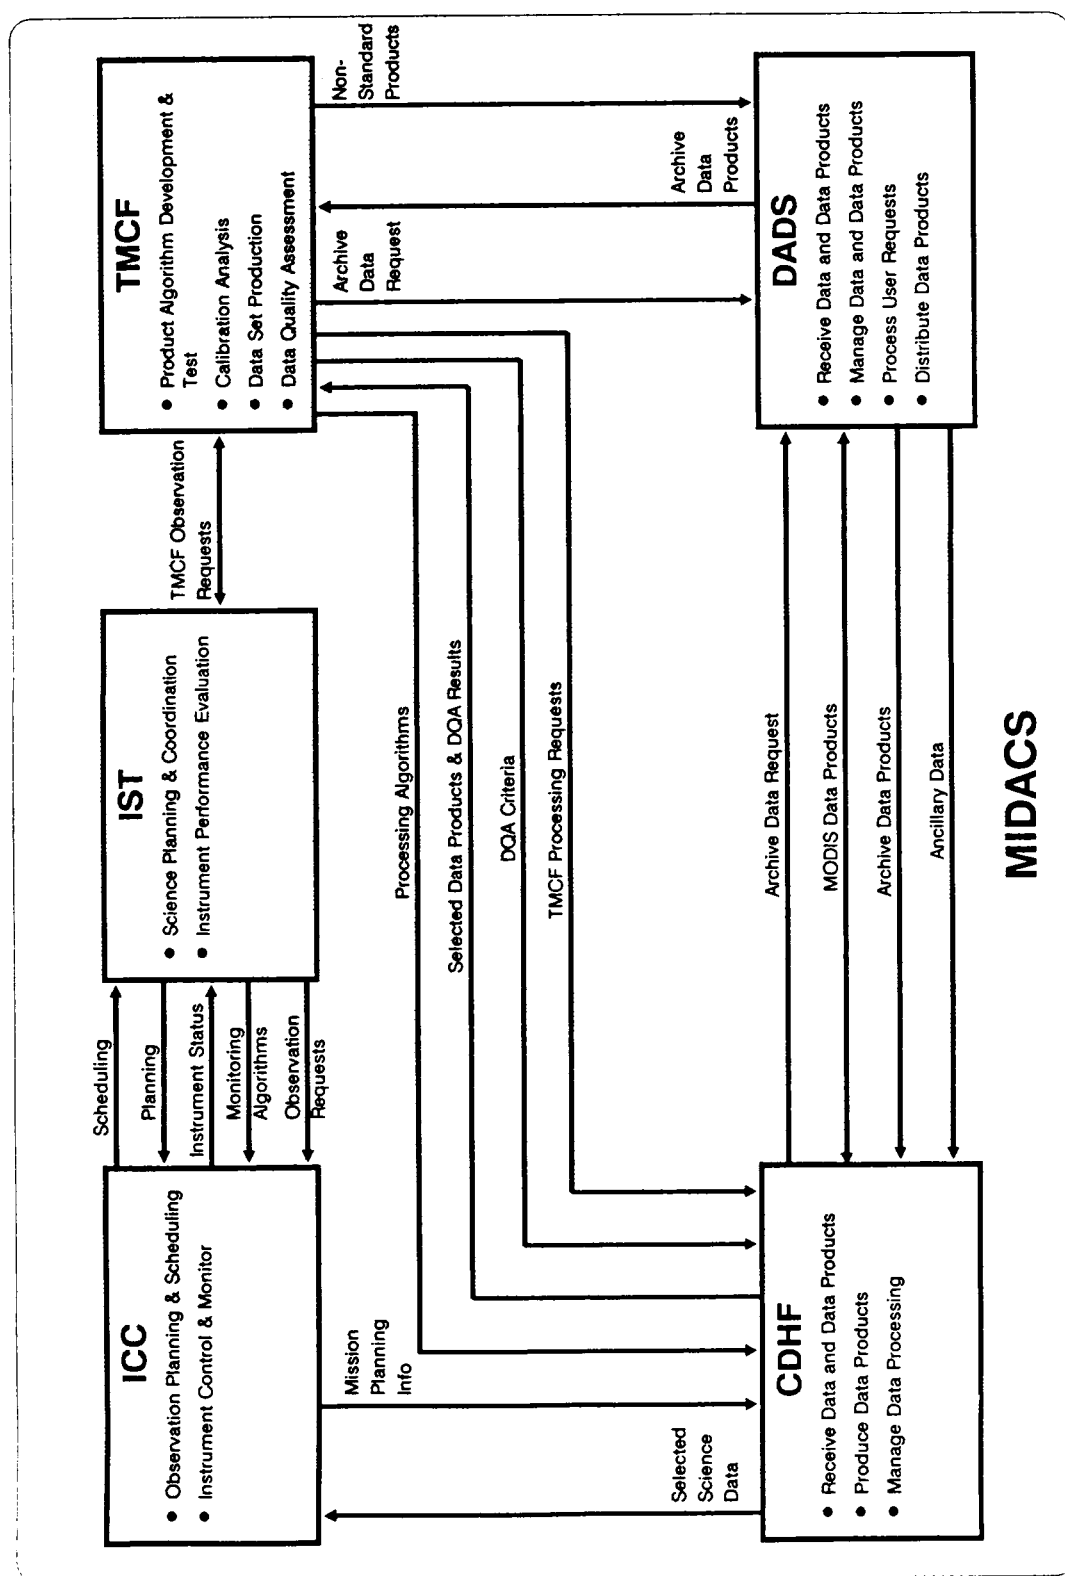 ICC
● Observation Planning & Scheduling
● Instrument Control & Monitor
Scheduling
Planning
Instrument Status
Monitoring
Algorithms
Observation
Requests
IST
● Science Planning & Coordination
● Instrument Performance Evaluation
TMCF Observation
Requests
TMCF
● Product Algorithm Development &
Test
● Calibration Analysis
● Data Set Production
● Data Quality Assessment
Selected
Science
Data
Mission
Planning
Info
Processing Algorithms
Selected Data Products & DQA Results
DQA Criteria
TMCF Processing Requests
Archive
Data
Request
Archive
Data
Products
Non-
Standard
Products
CDHF
● Receive Data and Data Products
● Produce Data Products
● Manage Data Processing
Archive Data Request
MODIS Data Products
Archive Data Products
Ancillary Data
DADS
● Receive Data and Data Products
● Manage Data and Data Products
● Process User Requests
● Distribute Data Products
MIDACS